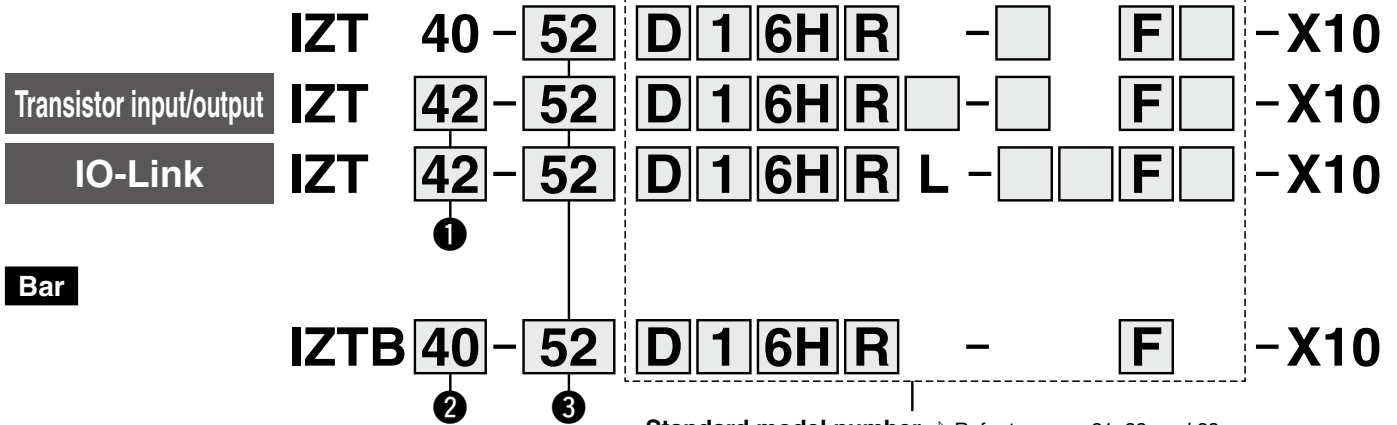 IZT 40 – 52 D 1 6H R – F – X10
Transistor input/output IZT 42 – 52 D 1 6H R – F – X10
IO-Link IZT 42 – 52 D 1 6H R L – F – X10
❶
Bar
IZTB 40 – 52 D 1 6H R – F – X10
❷ ❸
Standard model number